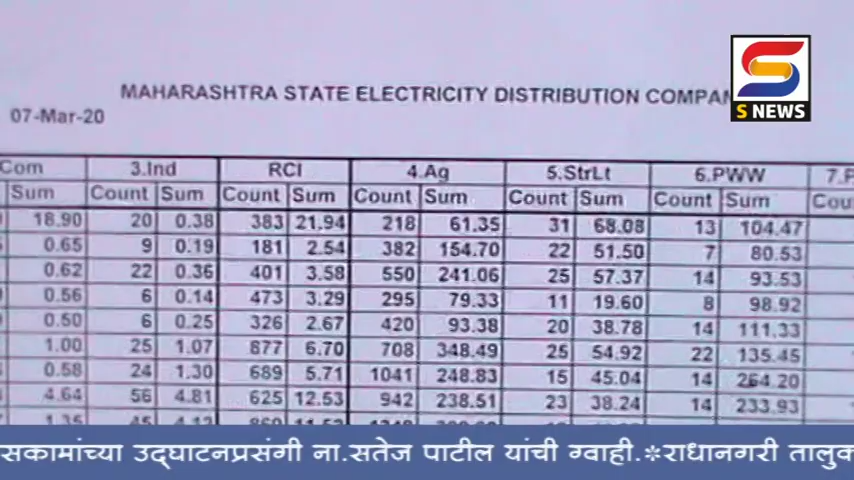 MAHARASHTRA STATE ELECTRICITY DISTRIBUTION
S NEWS
07-Mar-20
Com 3.Ind RCI 4.Ag 5.StrLt 6.PWW
Sum Count Sum Count Sum Count Sum Count Sum Count Sum
18.90 20 0.38 383 21.94 218 61.35 31 68.08 13 104.47
0.65 9 0.19 181 2.54 382 154.70 22 51.50 7 80.53
0.62 22 0.36 401 3.58 550 241.06 25 57.37 14 93.53
0.56 6 0.14 473 3.29 295 79.33 11 19.60 8 98.92
0.50 6 0.25 326 2.67 420 93.38 20 38.78 14 111.33
1.00 25 1.07 877 6.70 708 348.49 25 54.92 22 135.45
0.58 24 1.30 689 5.71 1041 248.83 15 45.04 14 264.20
4.64 56 4.81 625 12.53 942 238.51 23 38.24 14 233.93
उद्घाटनप्रसंगी ना.सतेज पाटील यांची ग्वाही.*राधानगरी